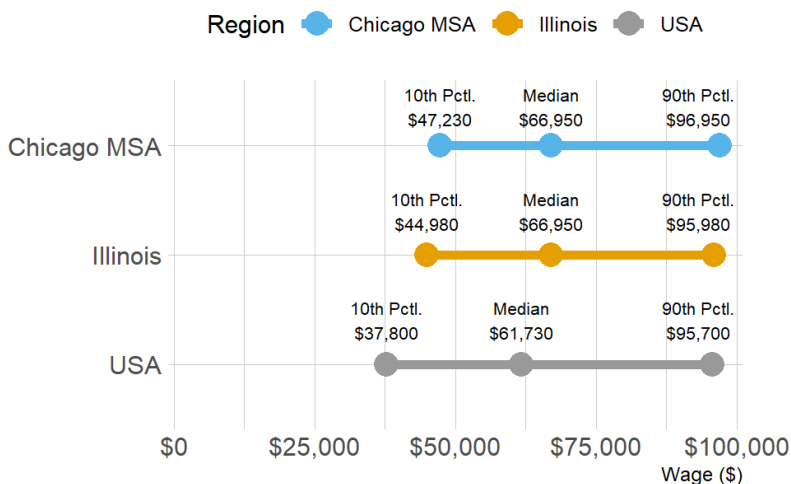 Region Chicago MSA Illinois USA
10th Pctl. Median 90th Pctl.
$47,230 $66,950 $96,950
Chicago MSA
10th Pctl. Median 90th Pctl.
$44,980 $66,950 $95,980
Illinois
10th Pctl. Median 90th Pctl.
$37,800 $61,730 $95,700
USA
$0 $25,000 $50,000 $75,000 $100,000
Wage ($)